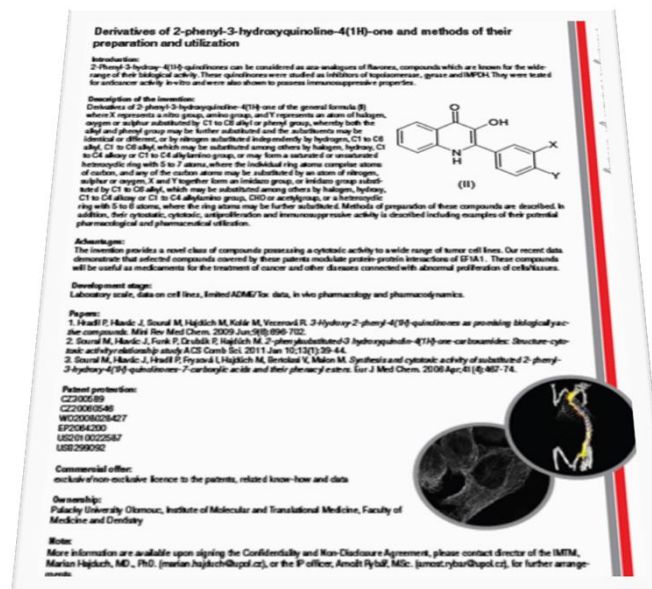 Derivatives of 2-phenyl-3-hydroxyquinoline-4(1H)-one and methods of their
preparation and utilization
Introduction:
2-Phenyl-3-hydroxy-4(1H)-quinolinones can be considered as aza-analogues of flavones, compounds which are known for the wide-
range of their biological activity. These quinolinones were studied as inhibitors of topoisomerase, gyrase and IMPDH. They were tested
for anticancer activity in-vitro and were also shown to possess immunosuppressive properties.
Description of the invention:
Derivatives of 2-phenyl-3-hydroxyquinoline-4(1H)-one of the general formula (II)
where X represents a nitro group, amino group, and Y represents an atom of halogen,
oxygen or sulphur substituted by C1 to C6 alkyl or phenyl group, whereby both the
alkyl and phenyl group may be further substituted and the substituents may be
identical or different, or by nitrogen substituted independently by hydrogen, C1 to C6
alkyl, C1 to C6 alkyl, which may be substituted among others by halogen, hydroxy, C1
to C4 alkoxy or C1 to C4 alkylamino group, or may form a saturated or unsaturated
heterocyclic ring with 5 to 7 atoms, where the individual ring atoms comprise atoms
of carbon, and any of the carbon atoms may be substituted by an atom of nitrogen,
sulphur or oxygen, X and Y together form an imidazo group, or imidazo group substi-
tuted by C1 to C6 alkyl, which may be substituted among others by halogen, hydroxy,
C1 to C4 alkoxy or C1 to C4 alkylamino group, CHO or acetylgroup, or a heterocyclic
ring with 5 to 6 atoms, where the ring atoms may be further substituted. Methods of preparation of these compounds are described. In
addition, their cytostatic, cytotoxic, antiproliferation and immunosuppressive activity is described including examples of their potential
pharmacological and pharmaceutical utilization.
O
OH
N
H
X
Y
(II)
Advantages:
The invention provides a novel class of compounds possessing a cytotoxic activity to a wide range of tumor cell lines. Our recent data
demonstrate that selected compounds covered by these patents modulate protein-protein interactions of EF1A1. These compounds
will be useful as medicaments for the treatment of cancer and other diseases connected with abnormal proliferation of cells/tissues.
Development stage:
Laboratory scale, data on cell lines, limited ADME/Tox data, in vivo pharmacology and pharmacodynamics.
Papers:
1. Hradil P, Hlavác J, Soural M, Hajdúch M, Kolár M, Vecerová R. 3-Hydroxy-2-phenyl-4(1H)-quinolinones as promising biologically ac-
tive compounds. Mini Rev Med Chem. 2009 Jun;9(6):696-702.
2. Soural M, Hlavác J, Funk P, Dzubák P, Hajdúch M. 2-phenylsubstituted-3 hydroxyquinolin-4(1H)-one-carboxamides: Structure-cyto-
toxic activity relationship study ACS Comb Sci. 2011 Jan 10;13(1):39-44.
3. Soural M, Hlavác J, Hradil P, Frysová I, Hajdúch M, Bertolasi V, Malon M. Synthesis and cytotoxic activity of substituted 2-phenyl-
3-hydroxy-4(1H)-quinolinones-7-carboxylic acids and their phenacyl esters. Eur J Med Chem. 2006 Apr;41(4):467-74.
Patent protection:
CZ300589
CZ20060546
WO2008028427
EP2064200
US2010022587
US8299092
Commercial offer:
exclusive/non-exclusive licence to the patents, related know-how and data
Ownership:
Palacky University Olomouc, Institute of Molecular and Translational Medicine, Faculty of
Medicine and Dentistry
Note:
More information are available upon signing the Confidentiality and Non-Disclosure Agreement, please contact director of the IMTM,
Marian Hajduch, MD., PhD. (marian.hajduch@upol.cz), or the IP officer, Arnošt Rybář, MSc. (arnost.rybar@upol.cz), for further arrange-
ments.